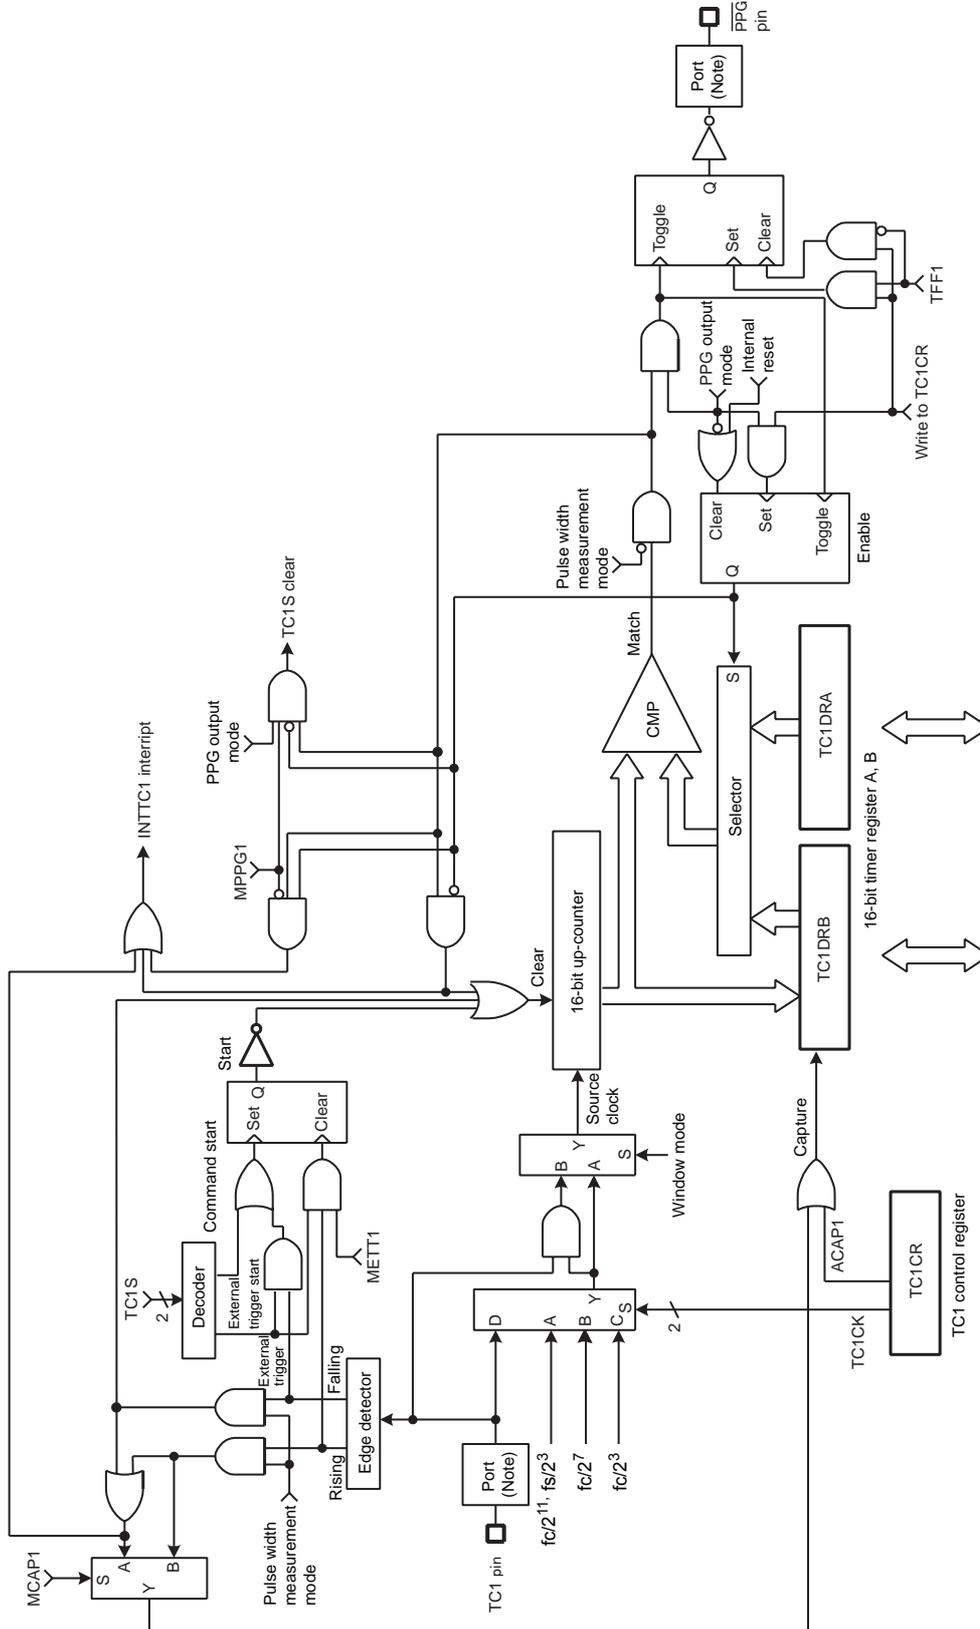 MCAP1
S
A
B
Y
Pulse width
measurement
mode
TC1S
2
Decoder
External
trigger start
External
trigger
Falling
Rising
Edge detector
Command start
METT1
Set
Q
Clear
Start
INTTC1 interript
MPPG1
PPG output
mode
TC1S clear
TC1 pin
Port
(Note)
fc/2¹¹, fs/2³
fc/2⁷
fc/2³
D
A
B
C
S
Y
B
A
Y
S
Window mode
Source
clock
Clear
16-bit up-counter
CMP
Match
Pulse width
measurement
mode
Selector
S
TC1CK
2
TC1CR
TC1 control register
ACAP1
Capture
TC1DRB
TC1DRA
16-bit timer register A, B
Q
Clear
Set
Toggle
Enable
PPG output
mode
Internal
reset
Write to TC1CR
TFF1
Toggle
Set
Clear
Q
Port
(Note)
PPG
pin